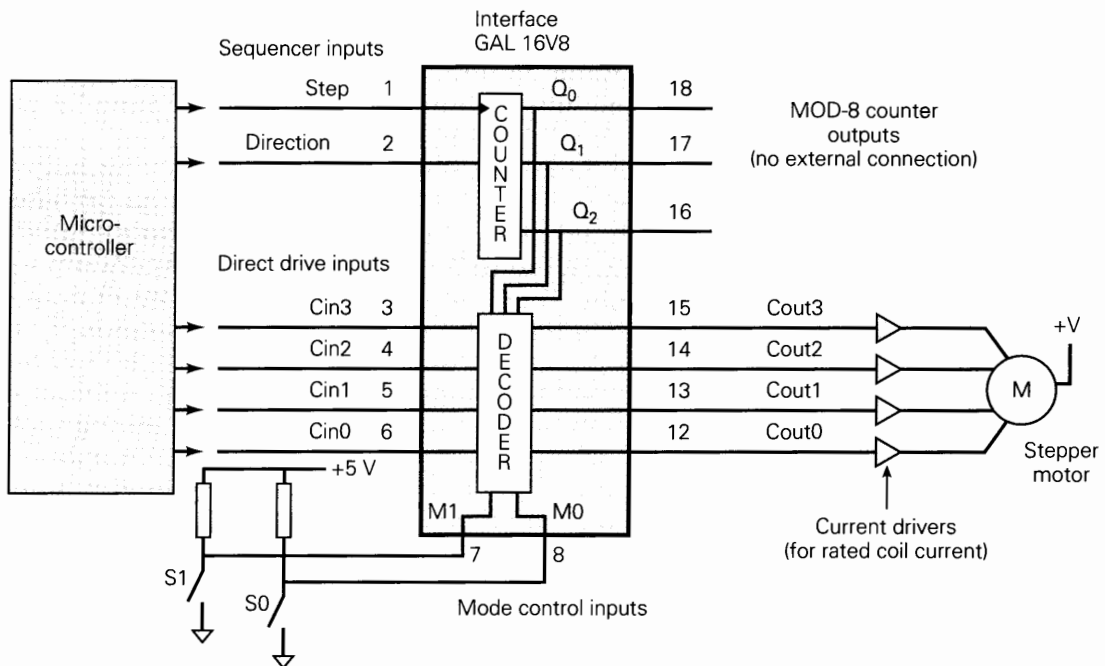 Interface
GAL 16V8
Sequencer inputs
Step 1
Direction 2
COUNTER
Q0 18
Q1 17
Q2 16
MOD-8 counter
outputs
(no external connection)
Micro-
controller
Direct drive inputs
Cin3 3
Cin2 4
Cin1 5
Cin0 6
DECODER
15 Cout3
14 Cout2
13 Cout1
12 Cout0
+V
M
Stepper
motor
+5 V
M1 M0
7 8
S1
S0
Mode control inputs
Current drivers
(for rated coil current)